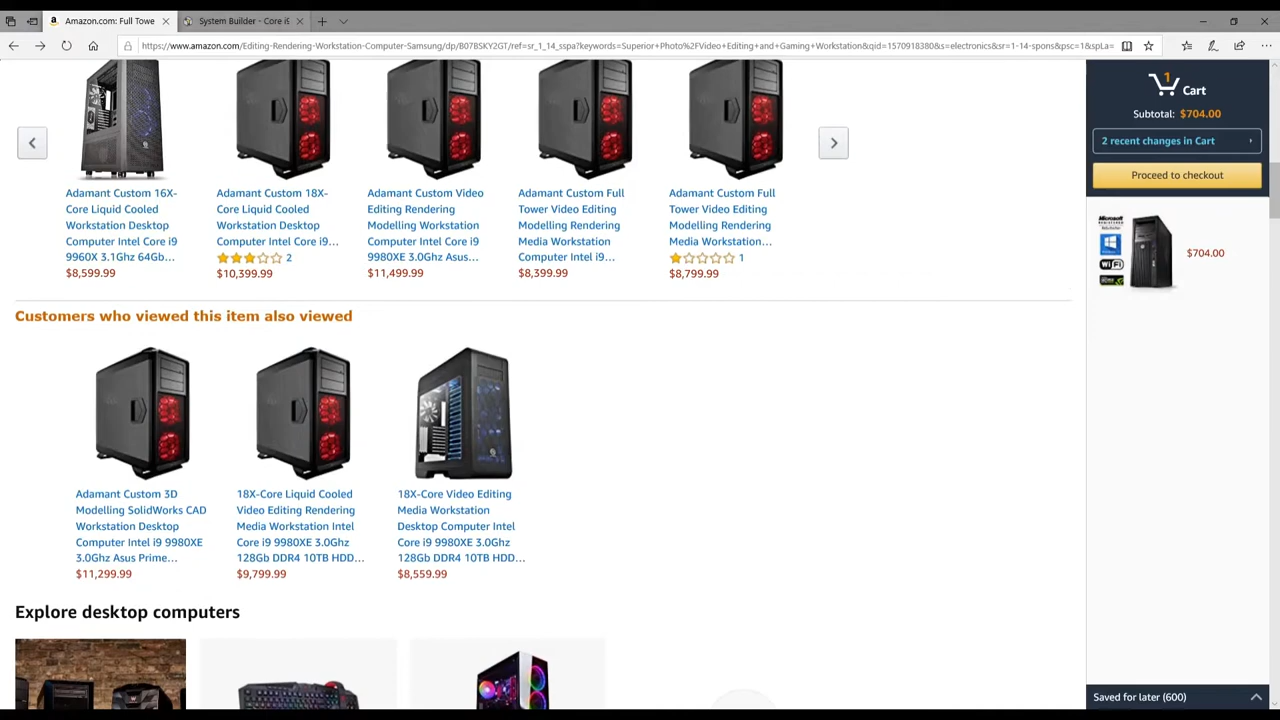 Amazon.com: Full Towe
System Builder - Core i
https://www.amazon.com/Editing-Rendering-Workstation-Computer-Samsung/dp/B07BSKY2GT/ref=sr_1_14_sspa?keywords=Superior+Photo%2FVideo+Editing+and+Gaming+Workstation&qid=1570918380&s=electronics&sr=1-14-spons&psc=1&spLa=
Adamant Custom 16X-
Core Liquid Cooled
Workstation Desktop
Computer Intel Core i9
9960X 3.1Ghz 64Gb…
$8,599.99
Adamant Custom 18X-
Core Liquid Cooled
Workstation Desktop
Computer Intel Core i9…
2
$10,399.99
Adamant Custom Video
Editing Rendering
Modelling Workstation
Computer Intel Core i9
9980XE 3.0Ghz Asus…
$11,499.99
Adamant Custom Full
Tower Video Editing
Modelling Rendering
Media Workstation
Computer Intel i9…
$8,399.99
Adamant Custom Full
Tower Video Editing
Modelling Rendering
Media Workstation…
1
$8,799.99
Customers who viewed this item also viewed
Adamant Custom 3D
Modelling SolidWorks CAD
Workstation Desktop
Computer Intel i9 9980XE
3.0Ghz Asus Prime…
$11,299.99
18X-Core Liquid Cooled
Video Editing Rendering
Media Workstation Intel
Core i9 9980XE 3.0Ghz
128Gb DDR4 10TB HDD…
$9,799.99
18X-Core Video Editing
Media Workstation
Desktop Computer Intel
Core i9 9980XE 3.0Ghz
128Gb DDR4 10TB HDD…
$8,559.99
Explore desktop computers
1
Cart
Subtotal: $704.00
2 recent changes in Cart
Proceed to checkout
Microsoft
WiFi
$704.00
Saved for later (600)